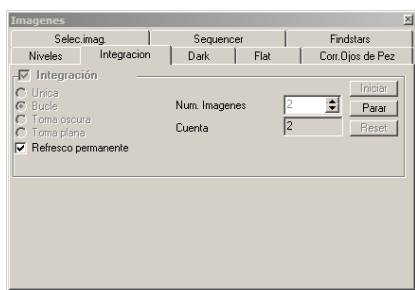 Imagenes
Selec.imag. Sequencer Findstars
Niveles Integracion Dark Flat Corr.Ojos de Pez
Integración
Iniciar
Unica
Bucle
Num. Imagenes 2 Parar
Toma oscura
Cuenta 2 Reset
Toma plana
Refresco permanente